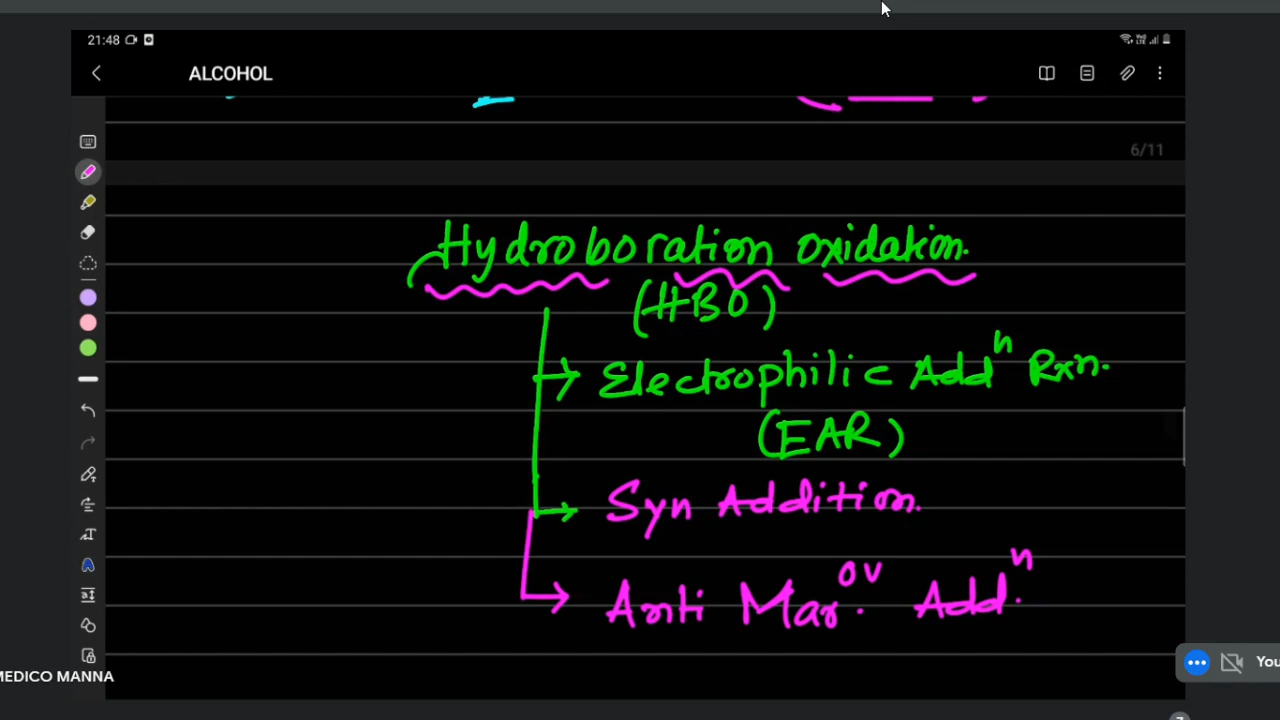 21:48
ALCOHOL
6/11
Hydroboration oxidation.
(HBO)
→ Electrophilic Addⁿ Rxn.
(EAR)
→ Syn Addition.
→ Anti Mar.ov Addⁿ.
MEDICO MANNA
You